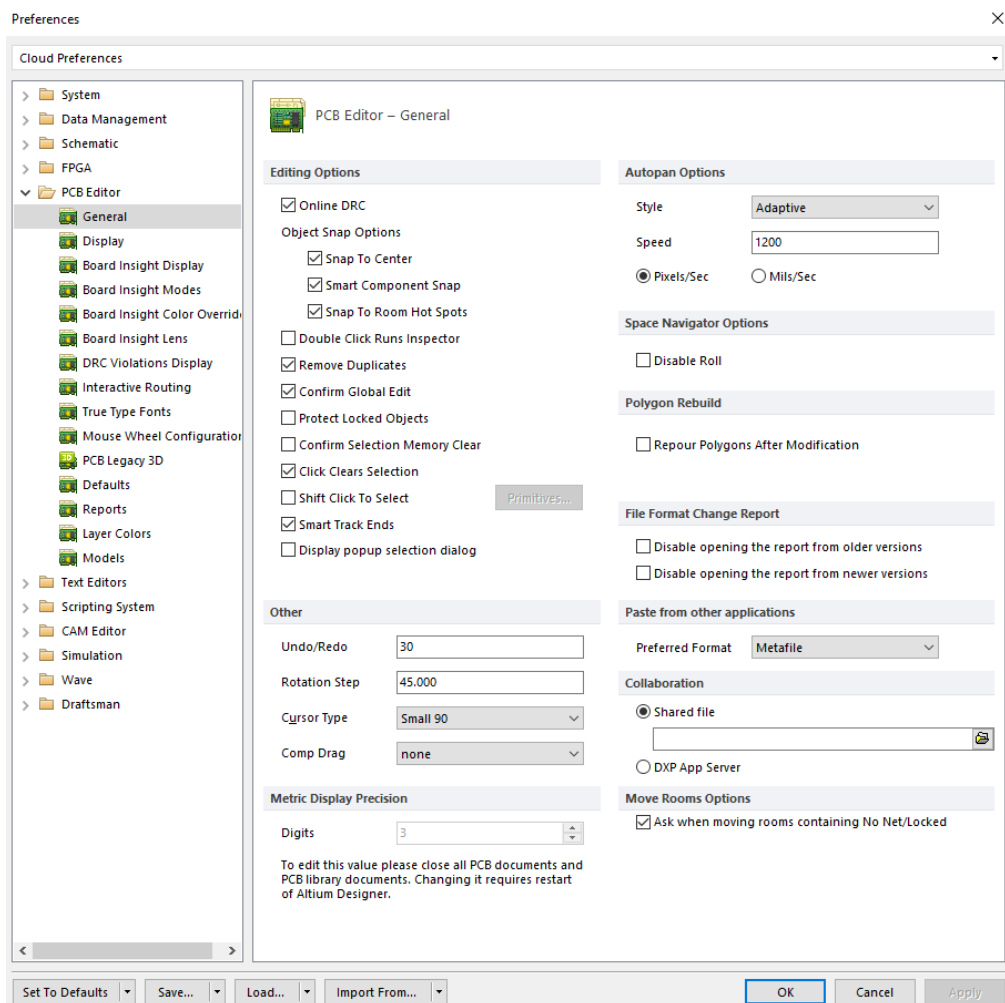 Preferences
Cloud Preferences
System
Data Management
Schematic
FPGA
PCB Editor
General
Display
Board Insight Display
Board Insight Modes
Board Insight Color Overrid
Board Insight Lens
DRC Violations Display
Interactive Routing
True Type Fonts
Mouse Wheel Configuration
PCB Legacy 3D
Defaults
Reports
Layer Colors
Models
Text Editors
Scripting System
CAM Editor
Simulation
Wave
Draftsman
PCB Editor – General
Editing Options
Online DRC
Object Snap Options
Snap To Center
Smart Component Snap
Snap To Room Hot Spots
Double Click Runs Inspector
Remove Duplicates
Confirm Global Edit
Protect Locked Objects
Confirm Selection Memory Clear
Click Clears Selection
Shift Click To Select Primitives...
Smart Track Ends
Display popup selection dialog
Other
Undo/Redo 30
Rotation Step 45.000
Cursor Type Small 90
Comp Drag none
Metric Display Precision
Digits 3
To edit this value please close all PCB documents and
PCB library documents. Changing it requires restart
of Altium Designer.
Autopan Options
Style Adaptive
Speed 1200
Pixels/Sec Mils/Sec
Space Navigator Options
Disable Roll
Polygon Rebuild
Repour Polygons After Modification
File Format Change Report
Disable opening the report from older versions
Disable opening the report from newer versions
Paste from other applications
Preferred Format Metafile
Collaboration
Shared file
DXP App Server
Move Rooms Options
Ask when moving rooms containing No Net/Locked
Set To Defaults Save... Load... Import From... OK Cancel Apply